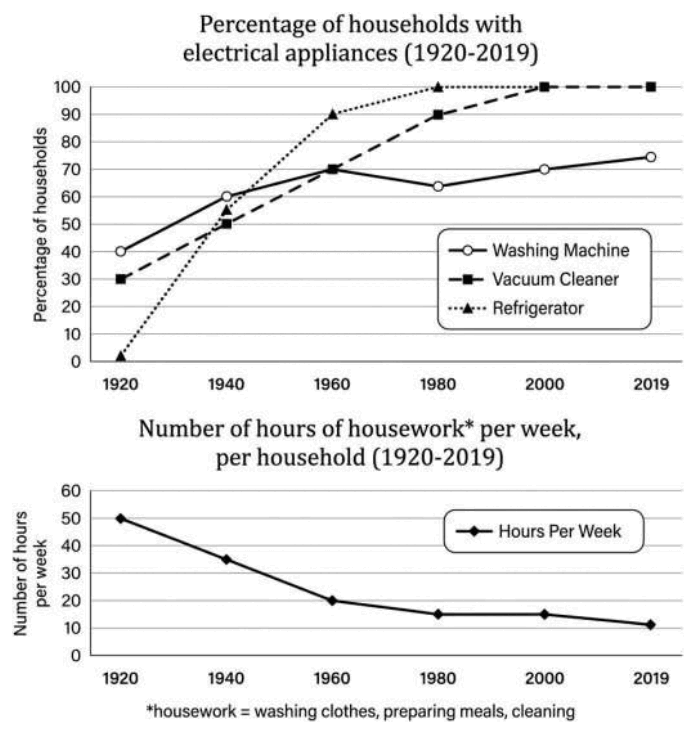 Percentage of households with
electrical appliances (1920-2019)
Percentage of households
100
90
80
70
60
50
40
30
20
10
0
Washing Machine
Vacuum Cleaner
Refrigerator
1920 1940 1960 1980 2000 2019
Number of hours of housework* per week,
per household (1920-2019)
Number of hours
per week
60
50
40
30
20
10
0
Hours Per Week
1920 1940 1960 1980 2000 2019
*housework = washing clothes, preparing meals, cleaning